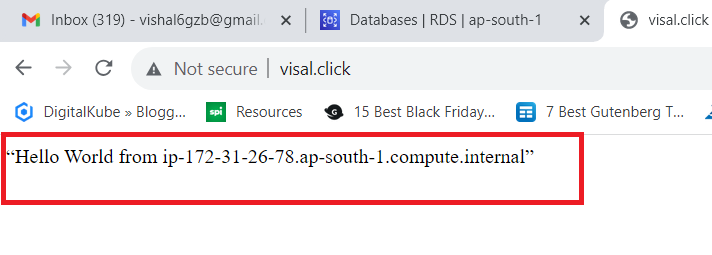 Inbox (319) - vishal6gzb@gmail.
Databases | RDS | ap-south-1
visal.click
Not secure | visal.click
DigitalKube » Blogg... spi Resources G 15 Best Black Friday... 7 Best Gutenberg T...
“Hello World from ip-172-31-26-78.ap-south-1.compute.internal”